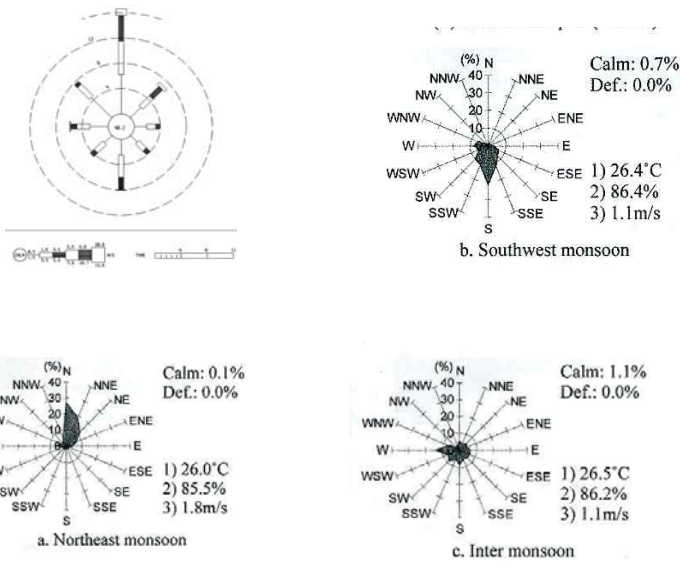 (%) N
40
30
20
10
NNW
NNE
NW
NE
WNW
ENE
W
E
WSW
ESE
SW
SE
SSW
SSE
S
Calm: 0.7%
Def.: 0.0%
1) 26.4°C
2) 86.4%
3) 1.1m/s
b. Southwest monsoon
(%) N
40
30
20
10
NNW
NNE
NW
NE
ENE
E
ESE
SW
SE
SSW
SSE
S
Calm: 0.1%
Def.: 0.0%
1) 26.0°C
2) 85.5%
3) 1.8m/s
a. Northeast monsoon
(%) N
40
30
20
10
NNW
NNE
NW
NE
WNW
ENE
W
E
WSW
ESE
SW
SE
SSW
SSE
S
Calm: 1.1%
Def.: 0.0%
1) 26.5°C
2) 86.2%
3) 1.1m/s
c. Inter monsoon